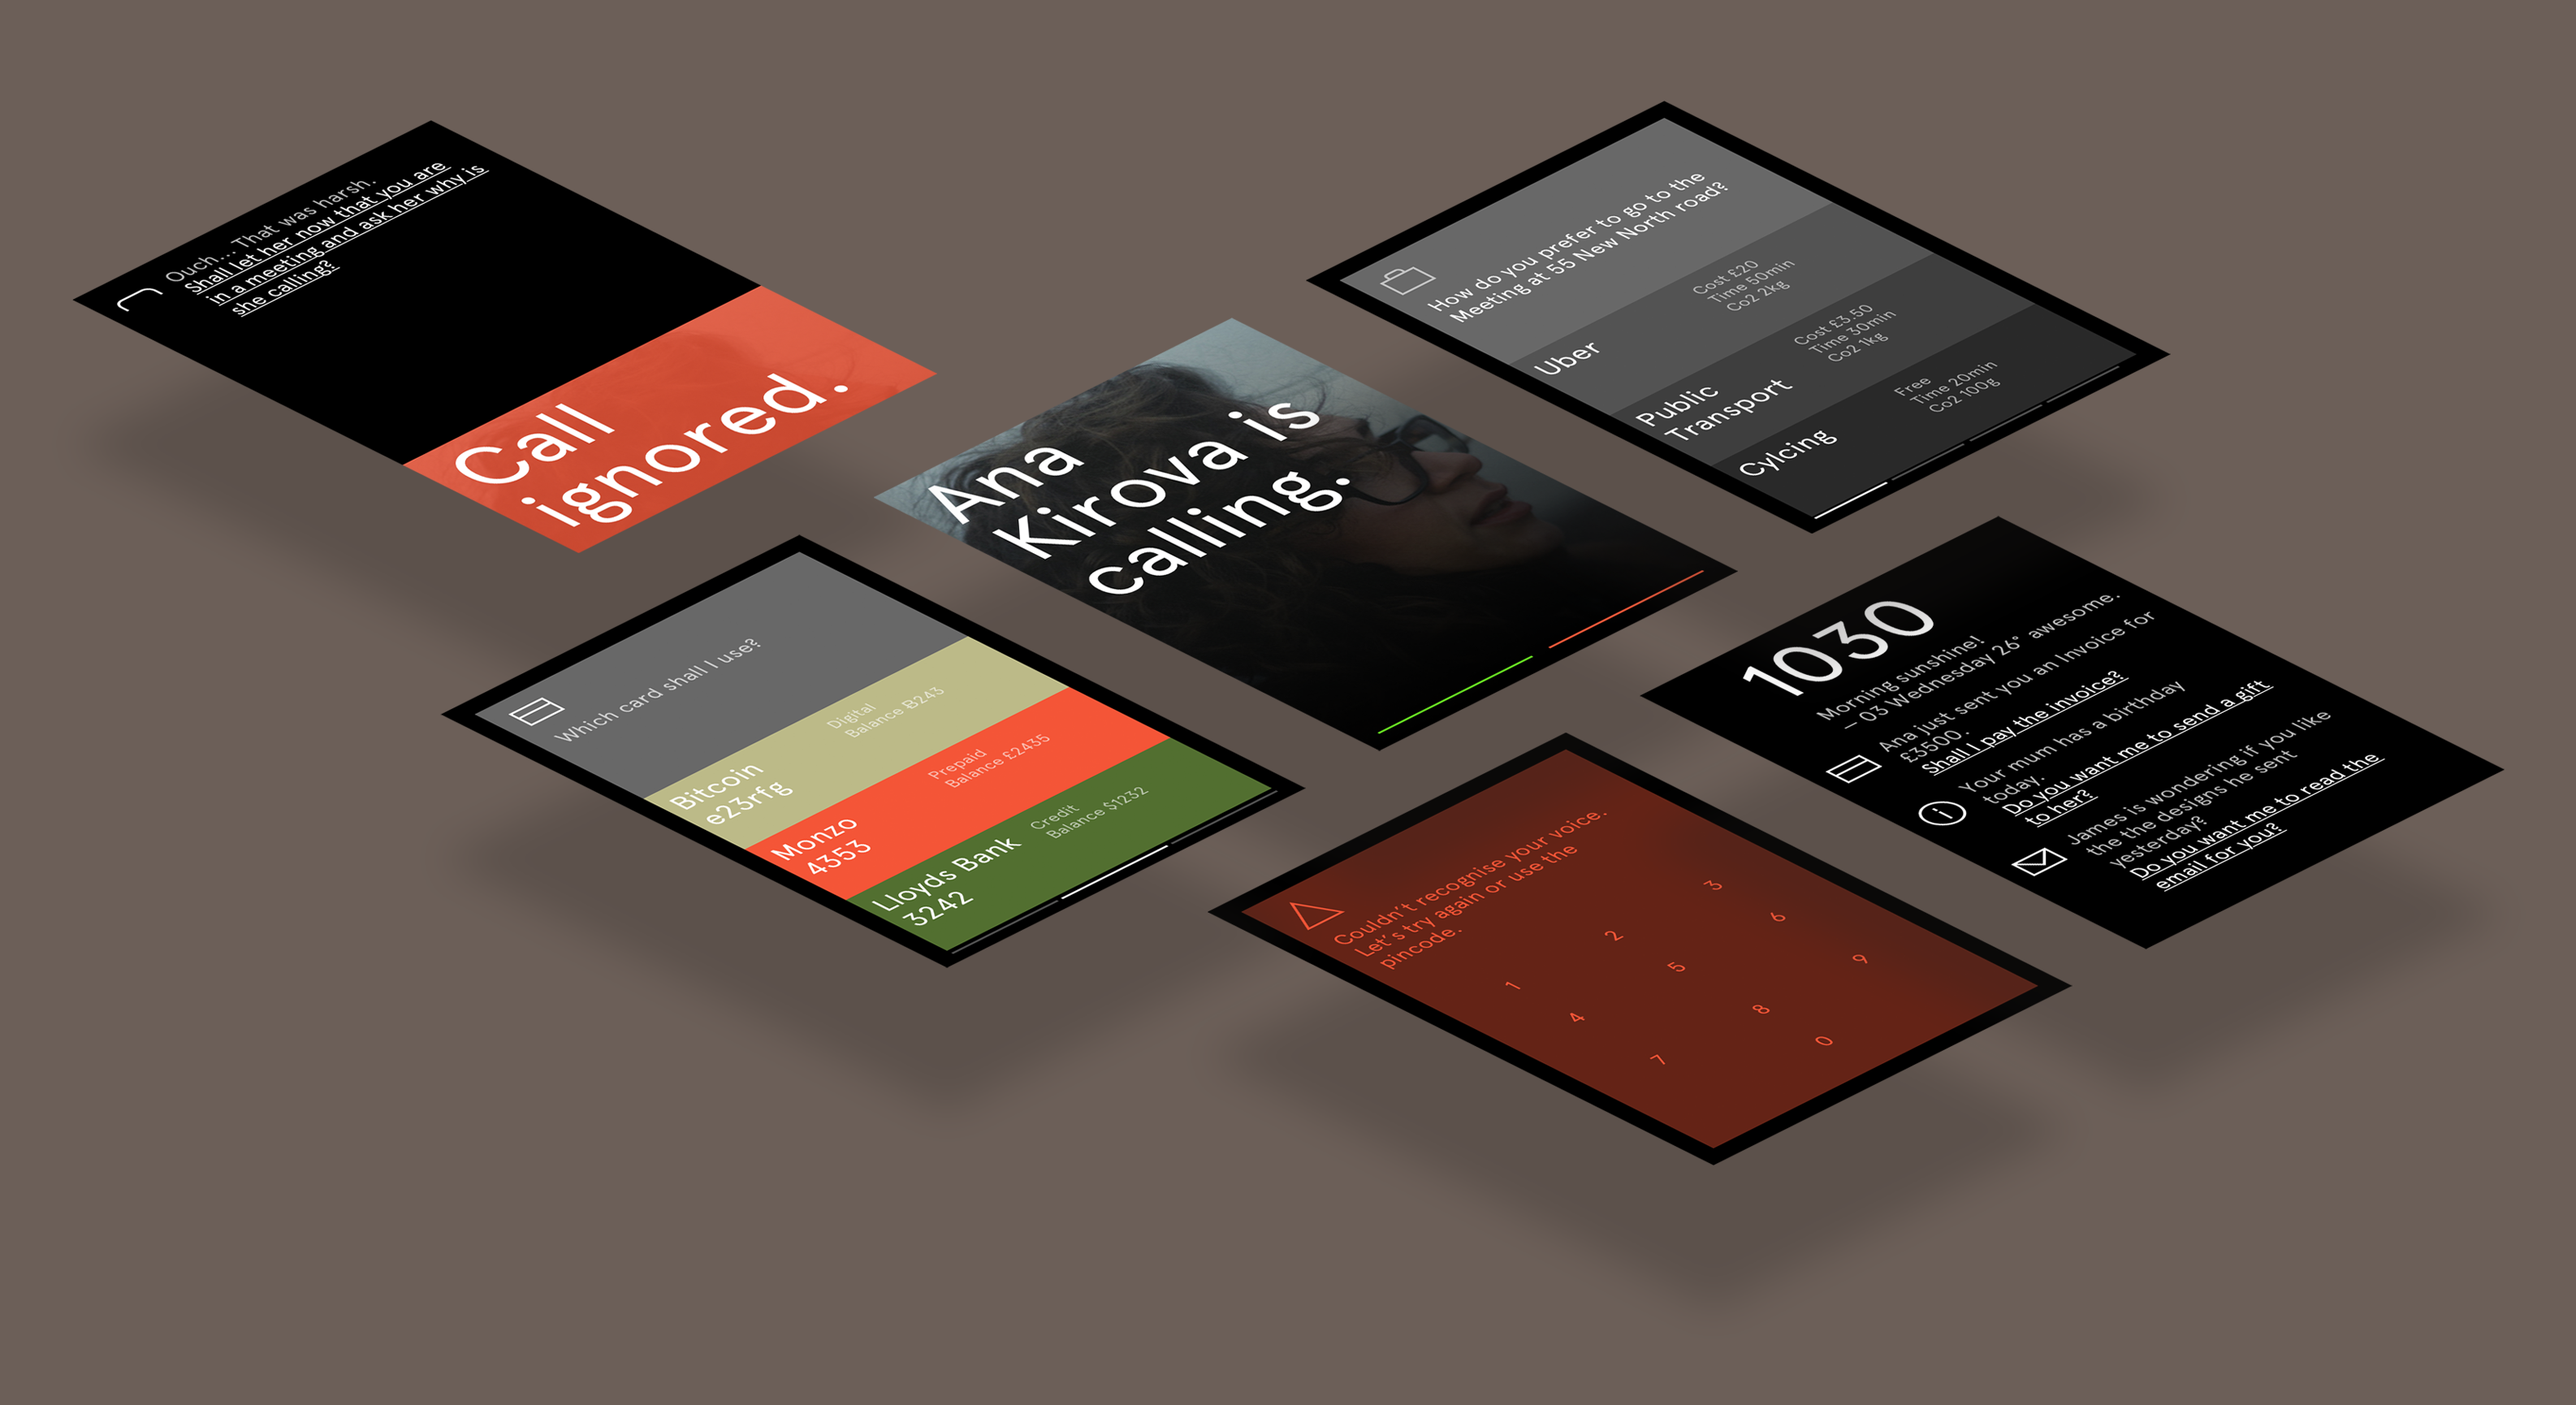 Ouch... That was harsh.
Shall let her now that you are
in a meeting and ask her why is
she calling?
Call
ignored.
Ana
Kirova is
calling.
How do you prefer to go to the
Meeting at 55 New North road?
Uber
Cost £20
Time 50min
Co2 2kg
Public
Transport
Cost £3.50
Time 30min
Co2 1kg
Cylcing
Free
Time 20min
Co2 100g
Which card shall I use?
Bitcoin
e23rfg
Digital
Balance B243
Monzo
4353
Prepaid
Balance £2435
Lloyds Bank
3242
Credit
Balance $1232
1030
Morning sunshine!
– 03 Wednesday 26° awesome.
Ana just sent you an Invoice for
£3500.
Shall I pay the invoice?
Your mum has a birthday
today.
Do you want me to send a gift
to her?
James is wondering if you like
the the designs he sent
yesterday?
Do you want me to read the
email for you?
Couldn't recognise your voice.
Let's try again or use the
pincode.
1 2 3
4 5 6
7 8 9
0